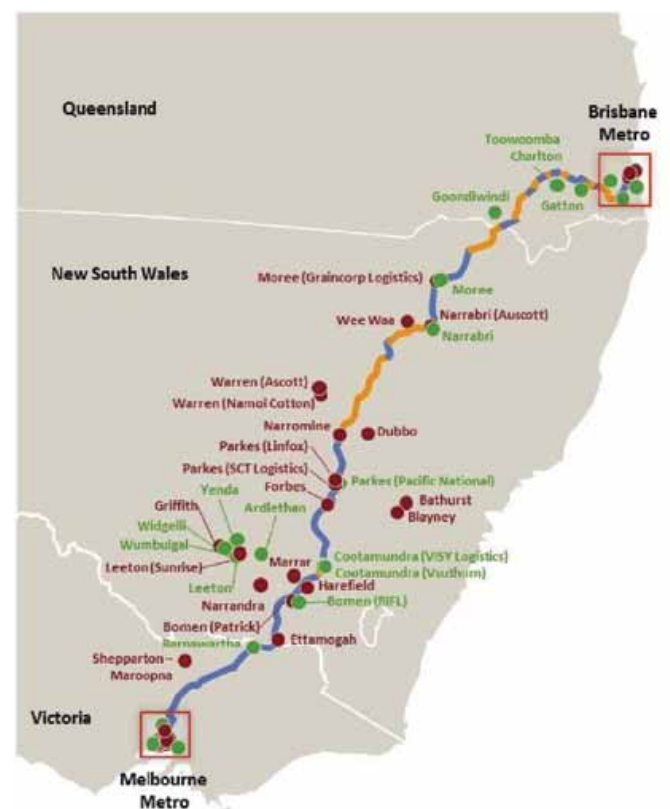 Queensland
Brisbane
Metro
Toowoomba
Charlton
Goondiwindi
Gatton
New South Wales
Moree (Graincorp Logistics)
Moree
Wee Waa
Narrabri (Auscott)
Narrabri
Warren (Ascott)
Warren (Namoi Cotton)
Narromine
Dubbo
Parkes (Linfox)
Parkes (SCT Logistics)
Parkes (Pacific National)
Forbes
Yenda
Bathurst
Griffith
Ardlethan
Blayney
Widgelli
Wumbulgal
Leeton (Sunrise)
Marrar
Cootamundra (VISY Logistics)
Cootamundra
Leeton
Harefield
Narrandra
Bomen (RIFL)
Bomen (Patrick)
Barnawartha
Ettamogah
Shepparton –
Maroopna
Victoria
Melbourne
Metro